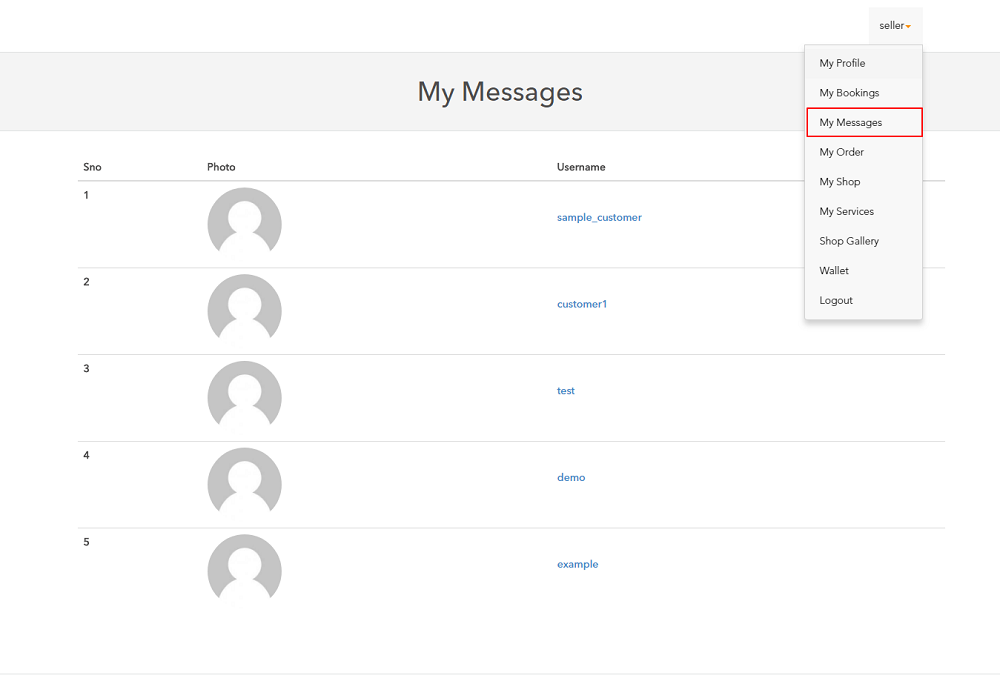 seller
My Profile
My Bookings
My Messages
My Order
My Shop
My Services
Shop Gallery
Wallet
Logout
My Messages
Sno Photo Username
1 sample_customer
2 customer1
3 test
4 demo
5 example